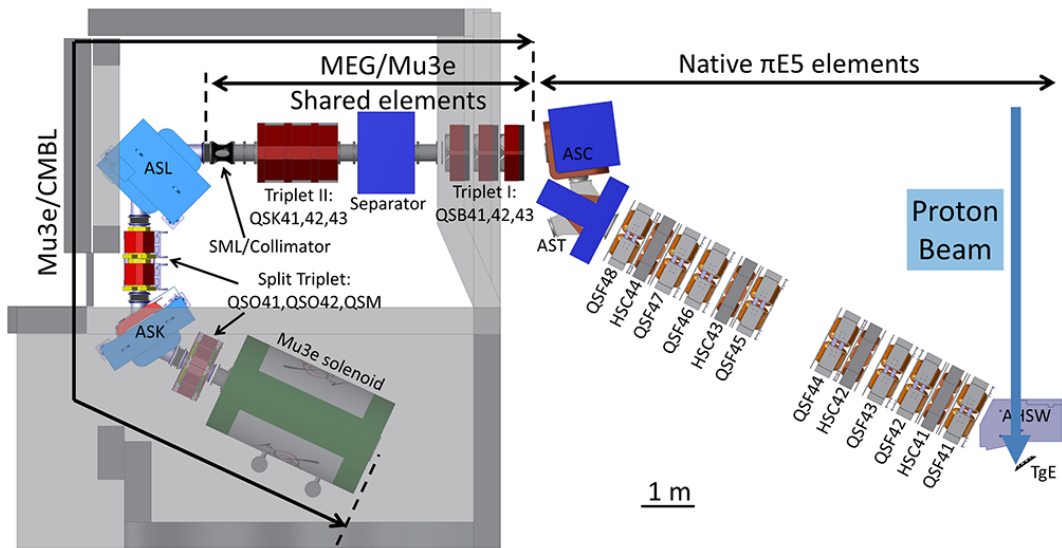 MEG/Mu3e
Shared elements
Native πE5 elements
Mu3e/CMBL
ASL
Triplet II:
QSK41,42,43
Separator
Triplet I:
QSB41,42,43
ASC
AST
SML/Collimator
Split Triplet:
QSO41,QSO42,QSM
ASK
Mu3e solenoid
QSF48
HSC44
QSF47
QSF46
HSC43
QSF45
QSF44
HSC42
QSF43
QSF42
HSC41
QSF41
Proton
Beam
AHSW
TgE
1 m